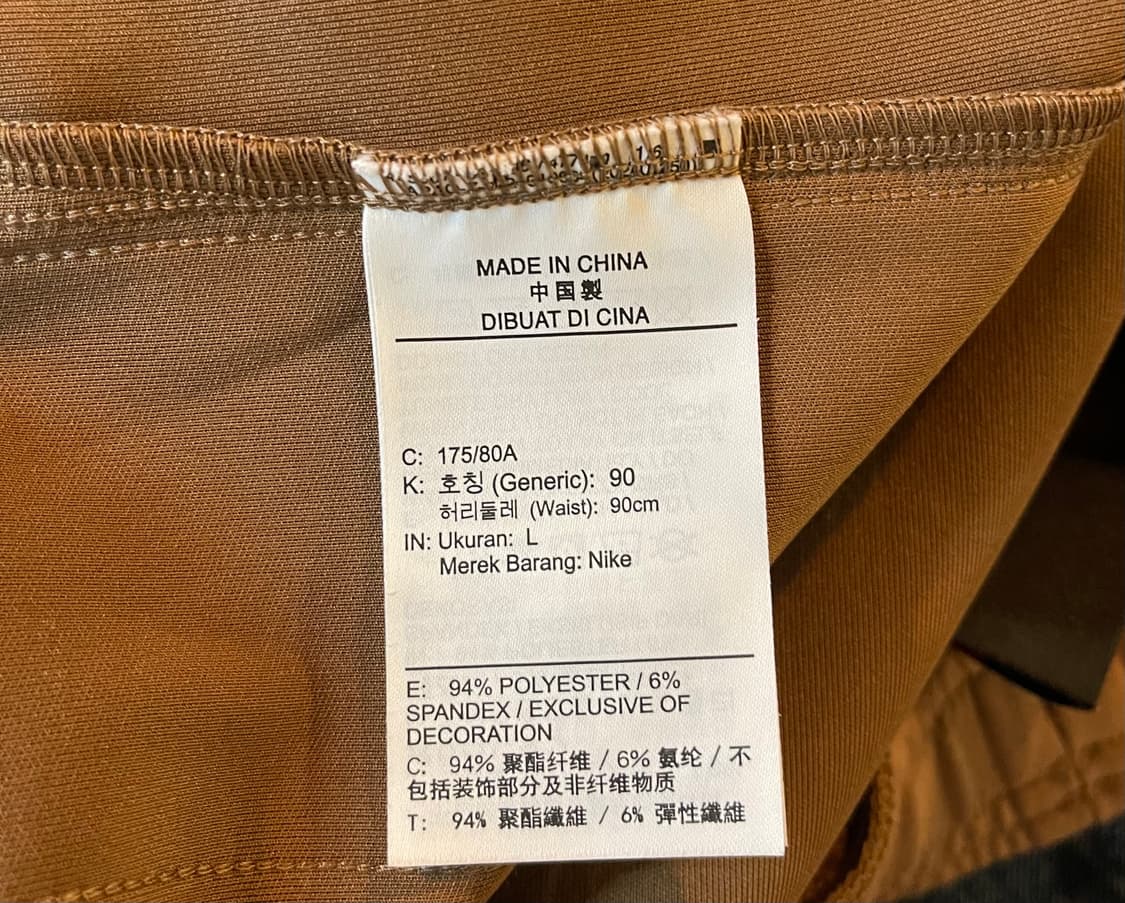 MADE IN CHINA
中国製
DIBUAT DI CINA
C: 175/80A
K: 호칭 (Generic): 90
허리둘레 (Waist): 90cm
IN: Ukuran: L
Merek Barang: Nike
E: 94% POLYESTER / 6%
SPANDEX / EXCLUSIVE OF
DECORATION
C: 94% 聚酯纤维 / 6% 氨纶 / 不
包括装饰部分及非纤维物质
T: 94% 聚酯纖維 / 6% 彈性纖維